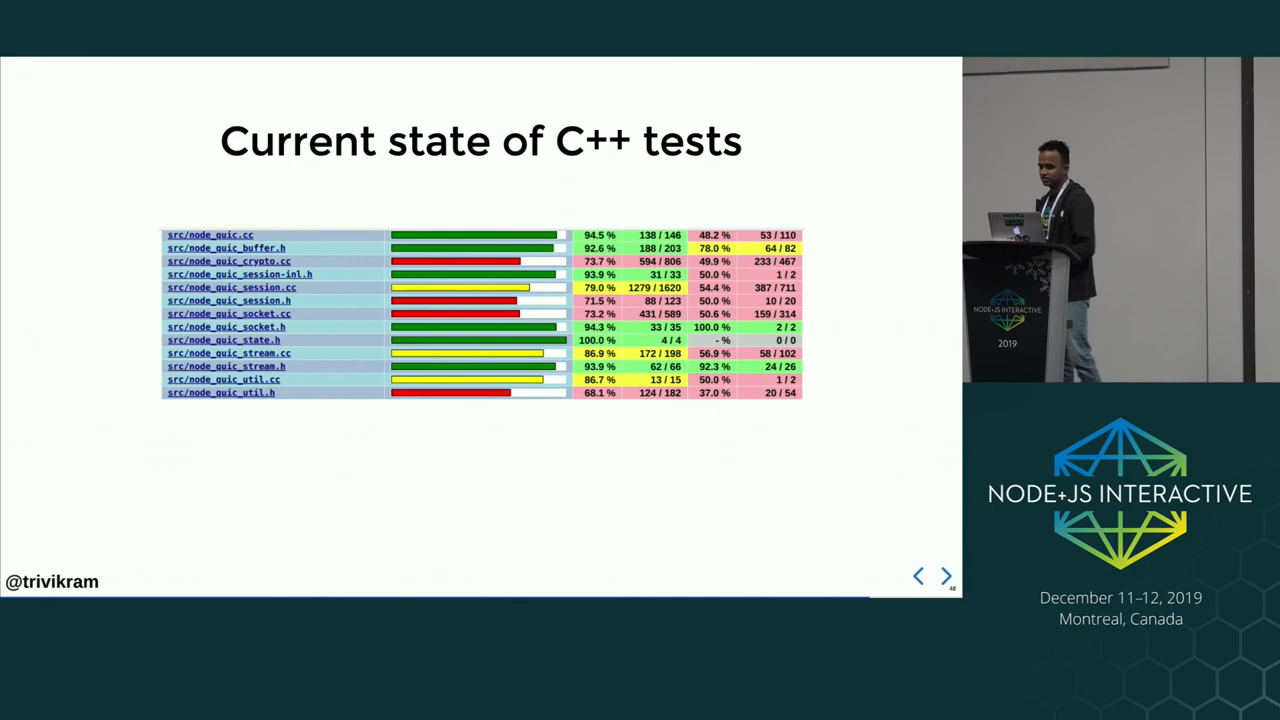 Current state of C++ tests
src/node_quic.cc 94.5 % 138 / 146 48.2 % 53 / 110
src/node_quic_buffer.h 92.6 % 188 / 203 78.0 % 64 / 82
src/node_quic_crypto.cc 73.7 % 594 / 806 49.9 % 233 / 467
src/node_quic_session-inl.h 93.9 % 31 / 33 50.0 % 1 / 2
src/node_quic_session.cc 79.0 % 1279 / 1620 54.4 % 387 / 711
src/node_quic_session.h 71.5 % 88 / 123 50.0 % 10 / 20
src/node_quic_socket.cc 73.2 % 431 / 589 50.6 % 159 / 314
src/node_quic_socket.h 94.3 % 33 / 35 100.0 % 2 / 2
src/node_quic_state.h 100.0 % 4 / 4 - % 0 / 0
src/node_quic_stream.cc 86.9 % 172 / 198 56.9 % 58 / 102
src/node_quic_stream.h 93.9 % 62 / 66 92.3 % 24 / 26
src/node_quic_util.cc 86.7 % 13 / 15 50.0 % 1 / 2
src/node_quic_util.h 68.1 % 124 / 182 37.0 % 20 / 54
@trivikram
48
NODE+JS INTERACTIVE
2019
NODE+JS INTERACTIVE
December 11–12, 2019
Montreal, Canada